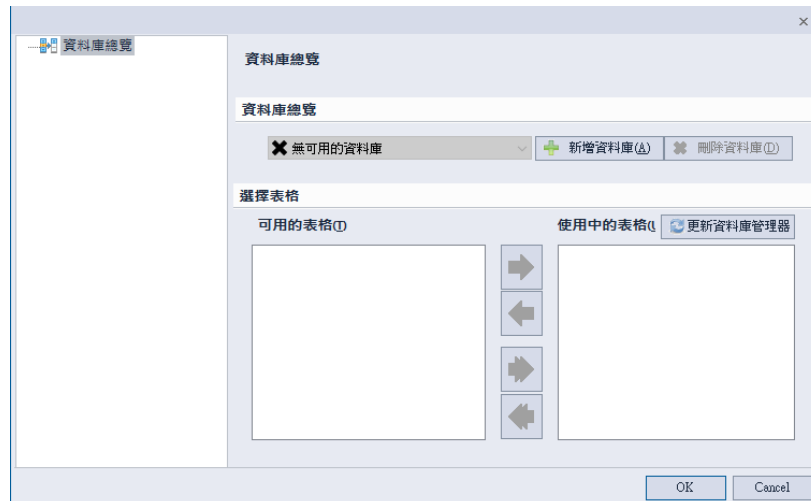 資料庫總覽
資料庫總覽
資料庫總覽
無可用的資料庫
新增資料庫(A)
刪除資料庫(D)
選擇表格
可用的表格(T)
使用中的表格(
更新資料庫管理器
OK
Cancel